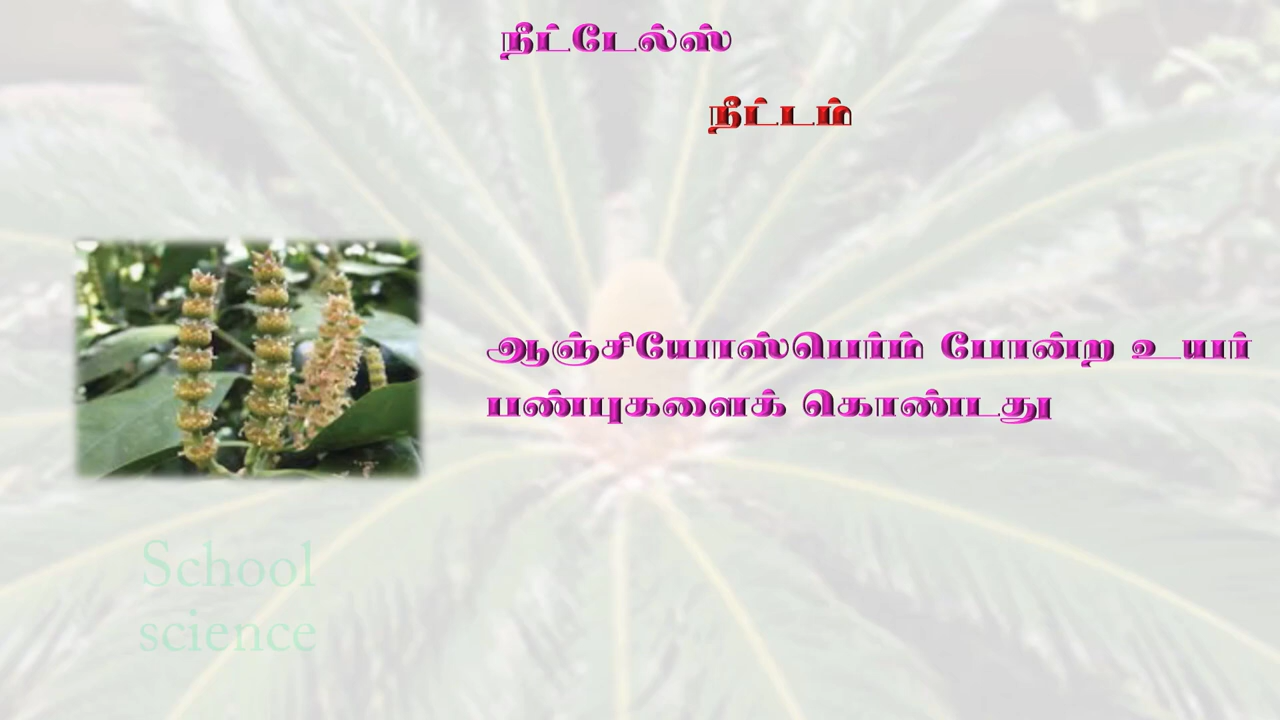 நீட்டேல்ஸ்
நீட்டம்
ஆஞ்சியோஸ்பெர்ம் போன்ற உயர்
பண்புகளைக் கொண்டது
School
science